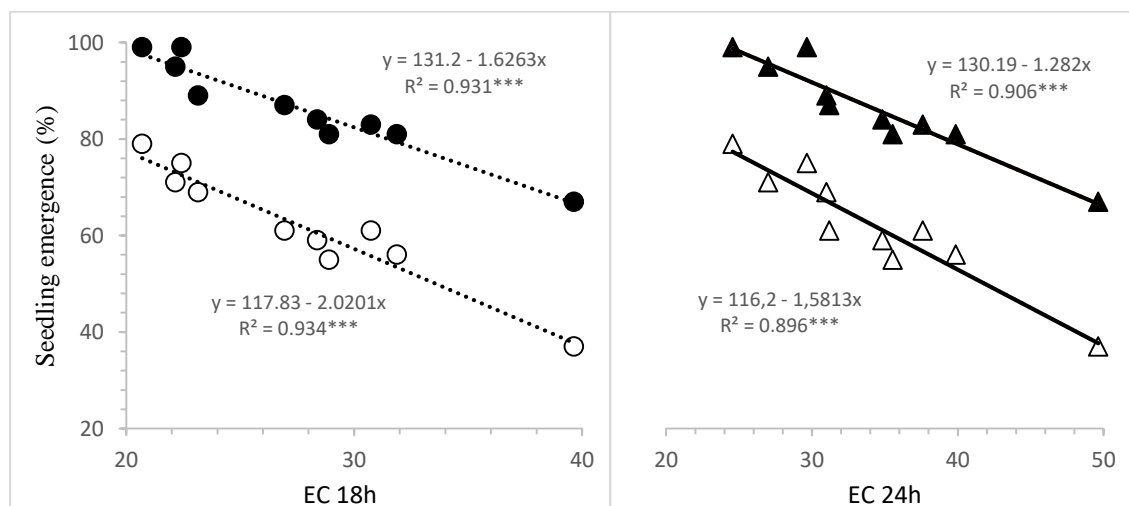 Seedling emergence (%)
100
80
60
40
20
y = 131.2 - 1.6263x
R² = 0.931***
y = 117.83 - 2.0201x
R² = 0.934***
20
30
40
EC 18h
y = 130.19 - 1.282x
R² = 0.906***
y = 116,2 - 1,5813x
R² = 0.896***
20
30
40
50
EC 24h